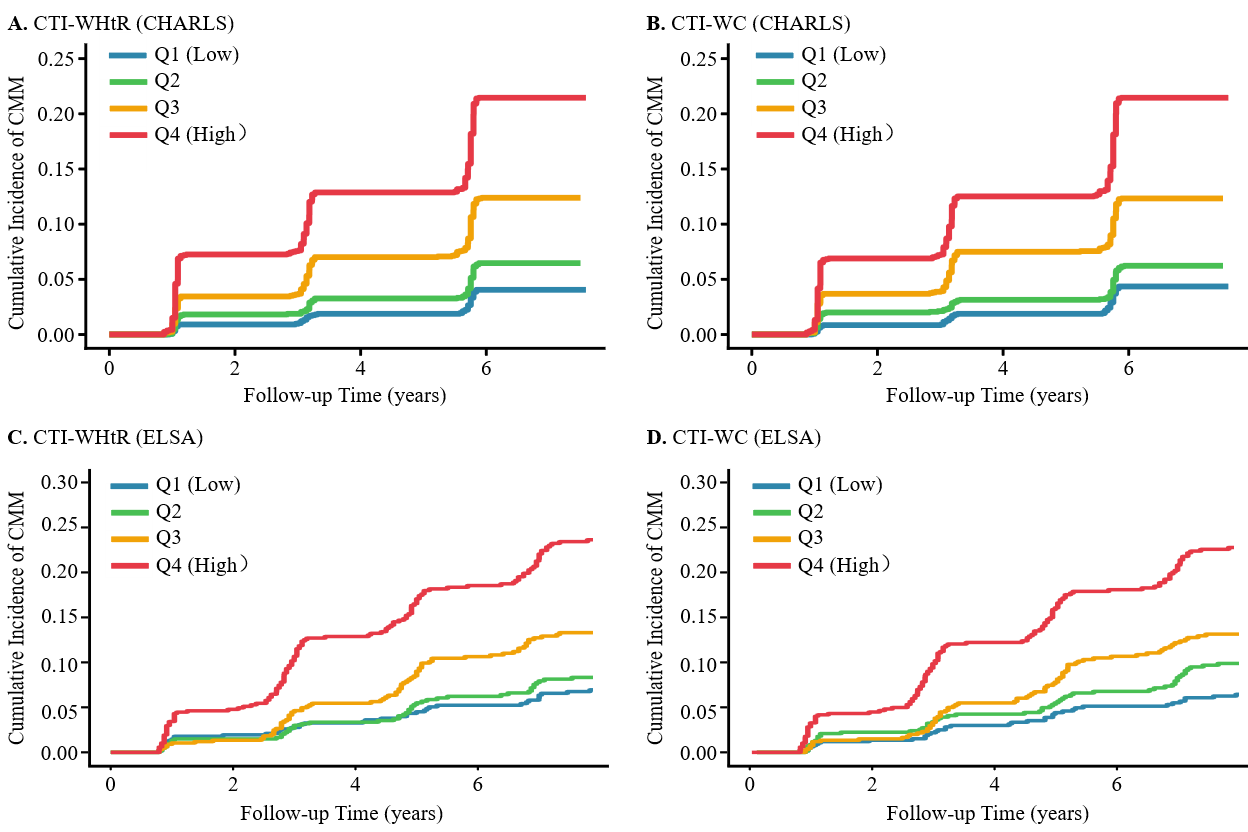 A. CTI-WHtR (CHARLS)
Cumulative Incidence of CMM
0.25
0.20
0.15
0.10
0.05
0.00
Q1 (Low)
Q2
Q3
Q4 (High）
0 2 4 6
Follow-up Time (years)
B. CTI-WC (CHARLS)
Cumulative Incidence of CMM
0.25
0.20
0.15
0.10
0.05
0.00
Q1 (Low)
Q2
Q3
Q4 (High）
0 2 4 6
Follow-up Time (years)
C. CTI-WHtR (ELSA)
Cumulative Incidence of CMM
0.30
0.25
0.20
0.15
0.10
0.05
0.00
Q1 (Low)
Q2
Q3
Q4 (High）
0 2 4 6
Follow-up Time (years)
D. CTI-WC (ELSA)
Cumulative Incidence of CMM
0.30
0.25
0.20
0.15
0.10
0.05
0.00
Q1 (Low)
Q2
Q3
Q4 (High）
0 2 4 6
Follow-up Time (years)